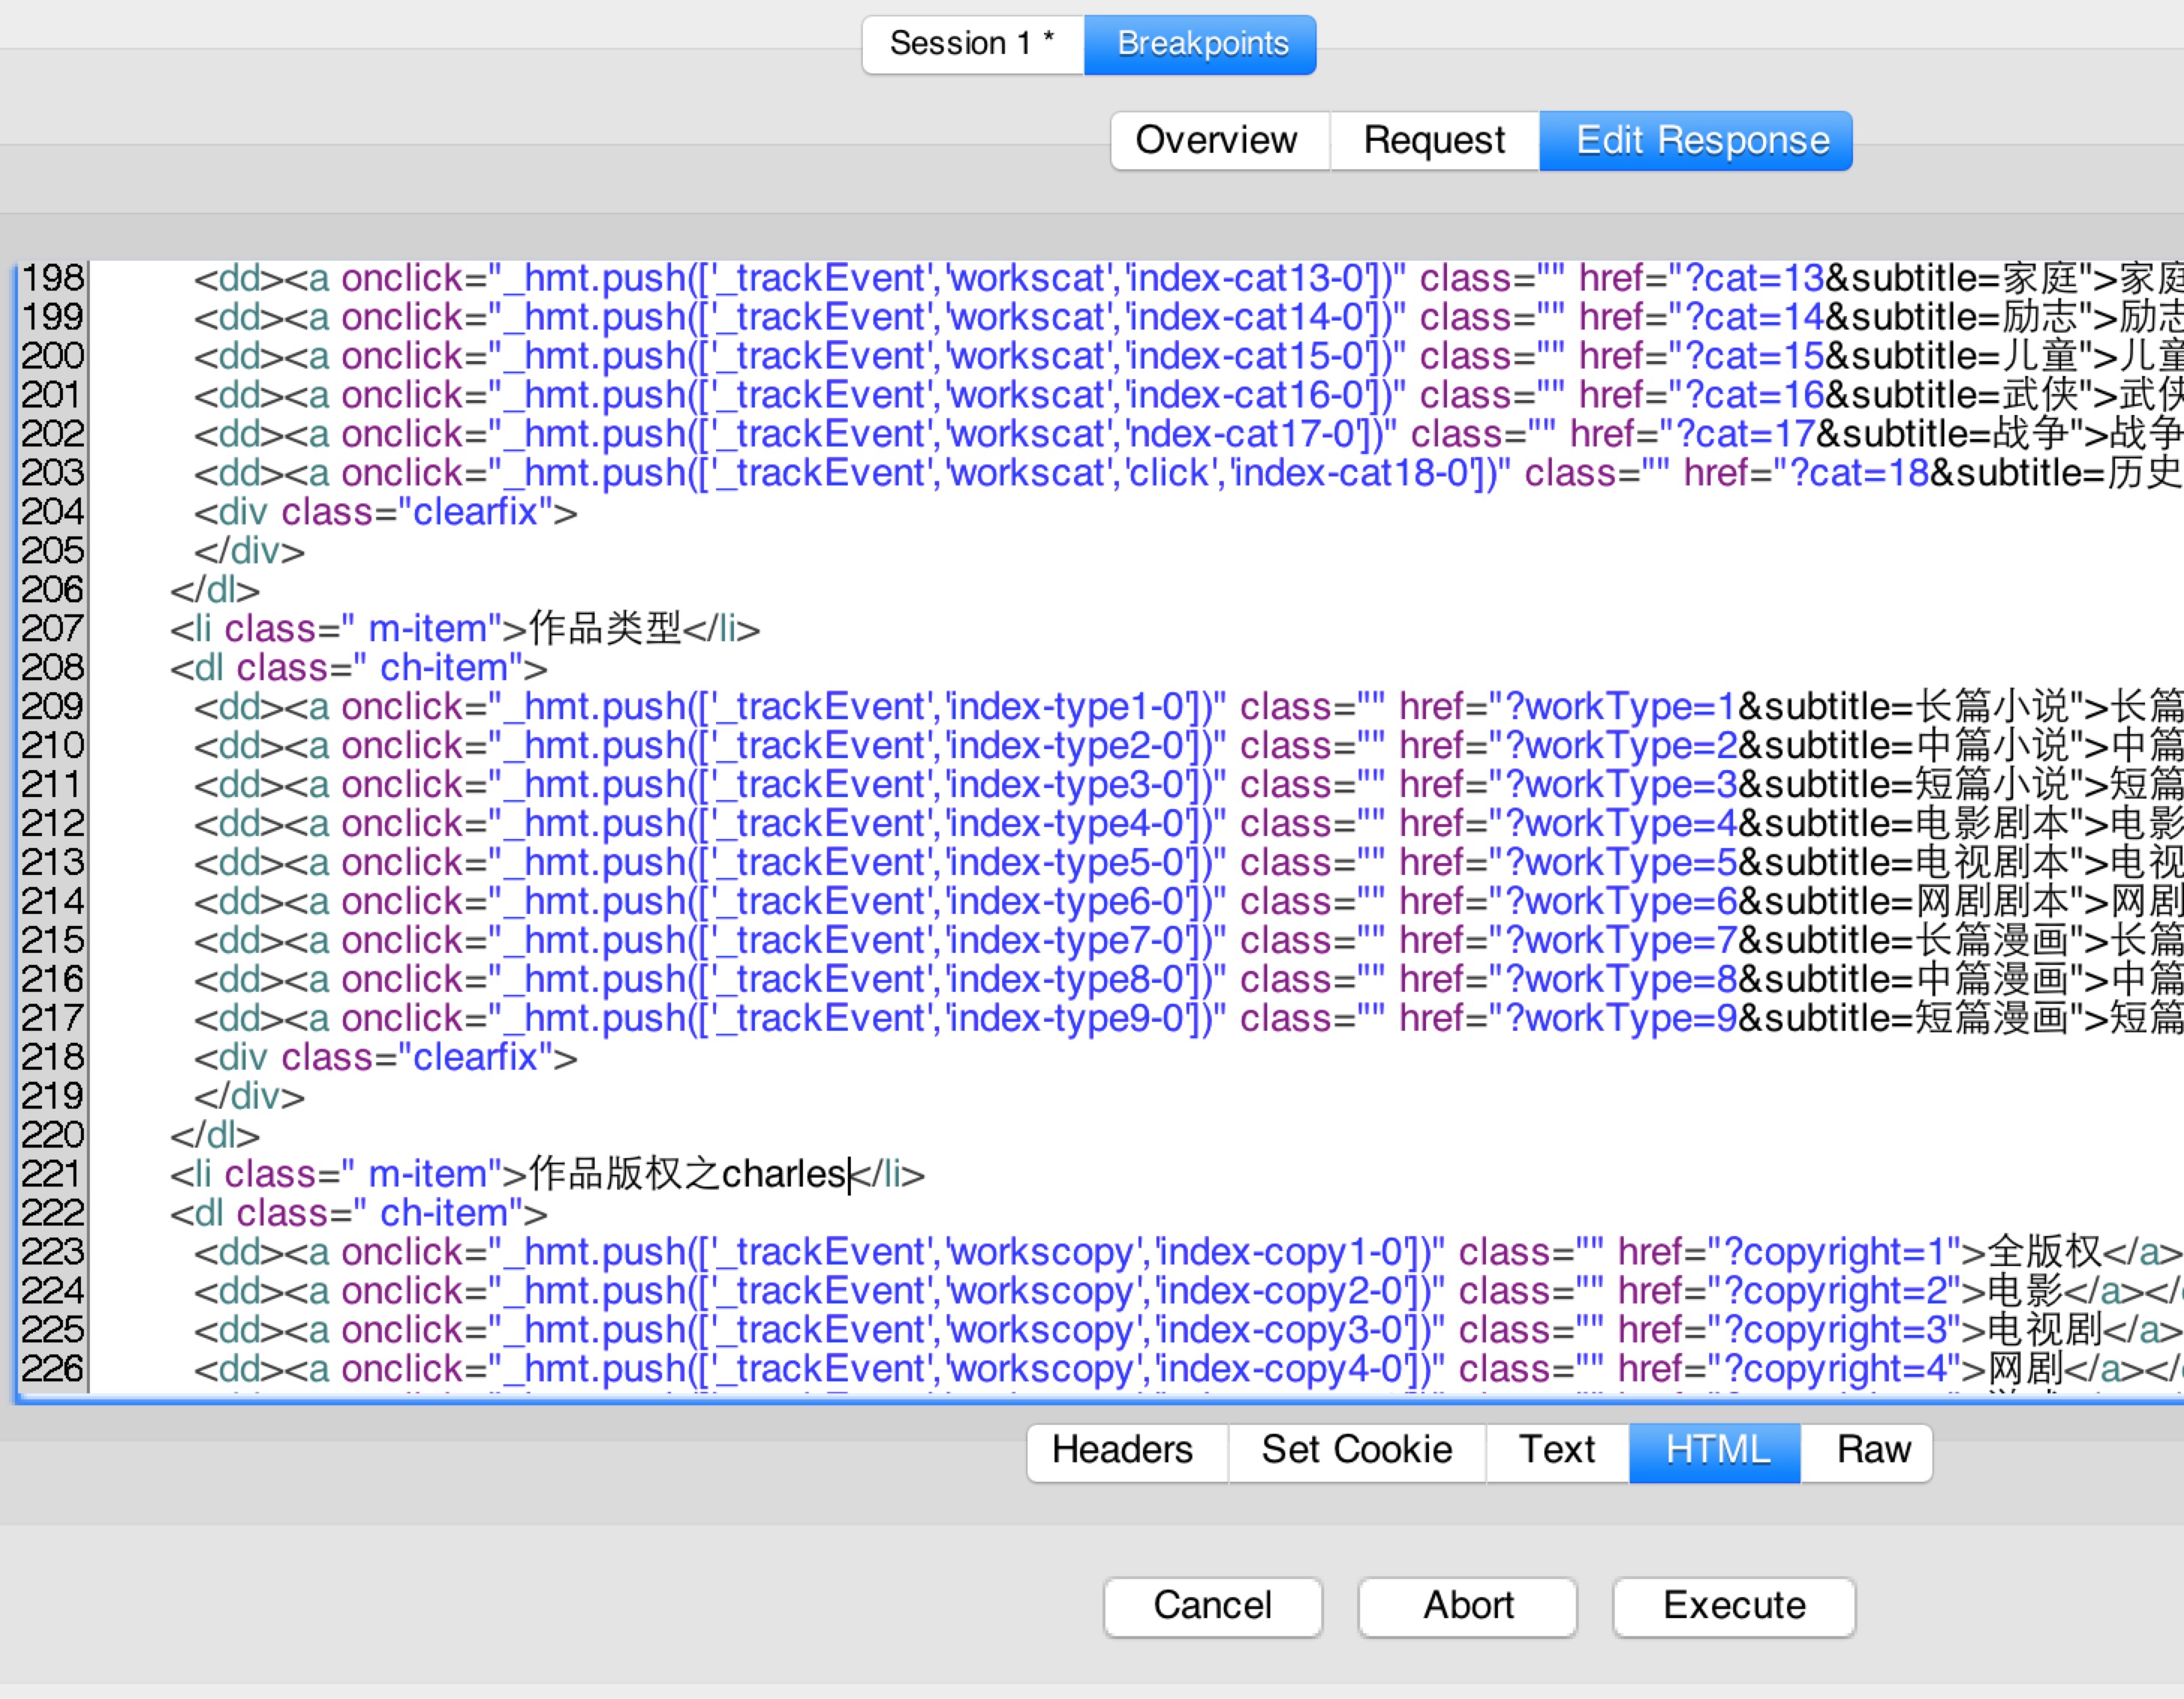 Session 1 * Breakpoints
Overview Request Edit Response
198 <dd><a onclick="_hmt.push(['_trackEvent','workscat','index-cat13-0'])" class="" href="?cat=13&subtitle=家庭">家庭
199 <dd><a onclick="_hmt.push(['_trackEvent','workscat','index-cat14-0'])" class="" href="?cat=14&subtitle=励志">励志
200 <dd><a onclick="_hmt.push(['_trackEvent','workscat','index-cat15-0'])" class="" href="?cat=15&subtitle=儿童">儿童
201 <dd><a onclick="_hmt.push(['_trackEvent','workscat','index-cat16-0'])" class="" href="?cat=16&subtitle=武侠">武侠
202 <dd><a onclick="_hmt.push(['_trackEvent','workscat','ndex-cat17-0'])" class="" href="?cat=17&subtitle=战争">战争
203 <dd><a onclick="_hmt.push(['_trackEvent','workscat','click','index-cat18-0'])" class="" href="?cat=18&subtitle=历史
204 <div class="clearfix">
205 </div>
206 </dl>
207 <li class=" m-item">作品类型</li>
208 <dl class=" ch-item">
209 <dd><a onclick="_hmt.push(['_trackEvent','index-type1-0'])" class="" href="?workType=1&subtitle=长篇小说">长篇
210 <dd><a onclick="_hmt.push(['_trackEvent','index-type2-0'])" class="" href="?workType=2&subtitle=中篇小说">中篇
211 <dd><a onclick="_hmt.push(['_trackEvent','index-type3-0'])" class="" href="?workType=3&subtitle=短篇小说">短篇
212 <dd><a onclick="_hmt.push(['_trackEvent','index-type4-0'])" class="" href="?workType=4&subtitle=电影剧本">电影
213 <dd><a onclick="_hmt.push(['_trackEvent','index-type5-0'])" class="" href="?workType=5&subtitle=电视剧本">电视
214 <dd><a onclick="_hmt.push(['_trackEvent','index-type6-0'])" class="" href="?workType=6&subtitle=网剧剧本">网剧
215 <dd><a onclick="_hmt.push(['_trackEvent','index-type7-0'])" class="" href="?workType=7&subtitle=长篇漫画">长篇
216 <dd><a onclick="_hmt.push(['_trackEvent','index-type8-0'])" class="" href="?workType=8&subtitle=中篇漫画">中篇
217 <dd><a onclick="_hmt.push(['_trackEvent','index-type9-0'])" class="" href="?workType=9&subtitle=短篇漫画">短篇
218 <div class="clearfix">
219 </div>
220 </dl>
221 <li class=" m-item">作品版权之charles</li>
222 <dl class=" ch-item">
223 <dd><a onclick="_hmt.push(['_trackEvent','workscopy','index-copy1-0'])" class="" href="?copyright=1">全版权</a>
224 <dd><a onclick="_hmt.push(['_trackEvent','workscopy','index-copy2-0'])" class="" href="?copyright=2">电影</a></
225 <dd><a onclick="_hmt.push(['_trackEvent','workscopy','index-copy3-0'])" class="" href="?copyright=3">电视剧</a>
226 <dd><a onclick="_hmt.push(['_trackEvent','workscopy','index-copy4-0'])" class="" href="?copyright=4">网剧</a></
Headers Set Cookie Text HTML Raw
Cancel Abort Execute